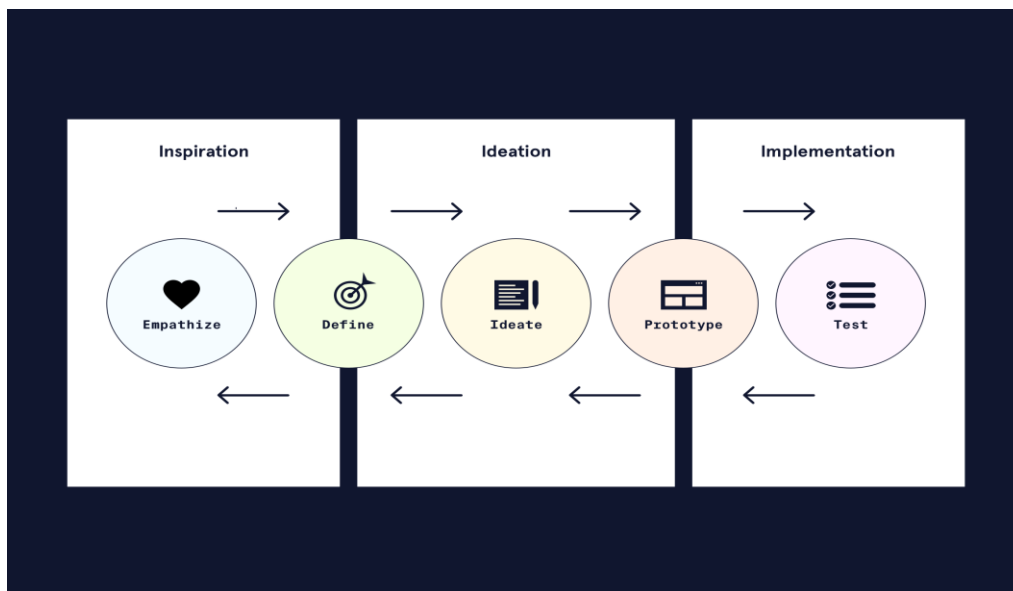 Inspiration
Ideation
Implementation
Empathize
Define
Ideate
Prototype
Test